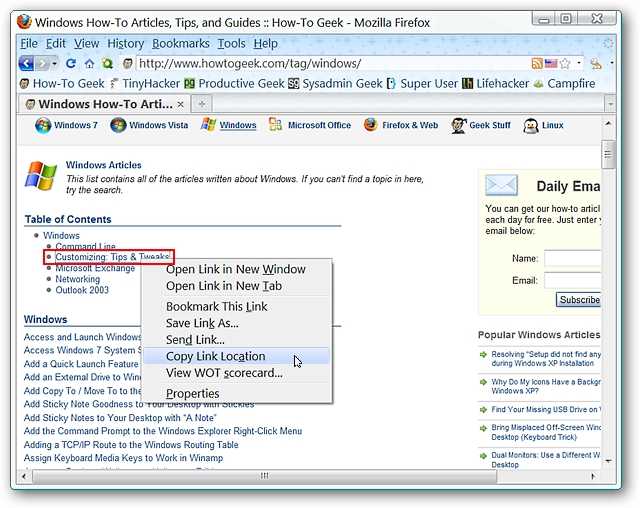 Windows How-To Articles, Tips, and Guides :: How-To Geek - Mozilla Firefox
File Edit View History Bookmarks Tools Help
http://www.howtogeek.com/tag/windows/
How-To Geek TinyHacker Productive Geek Sysadmin Geek Super User Lifehacker Campfire
Windows How-To Arti...
Windows 7 Windows Vista Windows Microsoft Office Firefox & Web Geek Stuff Linux
Windows Articles
This list contains all of the articles written about Windows. If you can't find a topic in here,
try the search.
Table of Contents
Windows
Command Line
Customizing: Tips & Tweaks
Microsoft Exchange
Networking
Outlook 2003
Open Link in New Window
Open Link in New Tab
Bookmark This Link
Save Link As...
Send Link...
Copy Link Location
View WOT scorecard...
Properties
Windows
Access and Launch Windows
Access Windows 7 System
Add a Quick Launch Feature
Add an External Drive to Win
Add Copy To / Move To to the
Add Sticky Note Goodness to Your Desktop with Stickies
Add Sticky Notes to Your Desktop with "A Note"
Add the Command Prompt to the Windows Explorer Right-Click Menu
Adding a TCP/IP Route to the Windows Routing Table
Assign Keyboard Media Keys to Work in Winamp
Daily Ema
You can get our how-to articl
each day for free. Just enter y
email below:
Name:
Email:
Subscribe
Popular Windows Articles
Resolving "Setup did not find any
during Windows XP Installation
Why Do My Icons Have a Backgr
Windows XP?
Find Your Missing USB Drive on W
Bring Misplaced Off-Screen Wind
Desktop (Keyboard Trick)
Dual Monitors: Use a Different W
Desktop